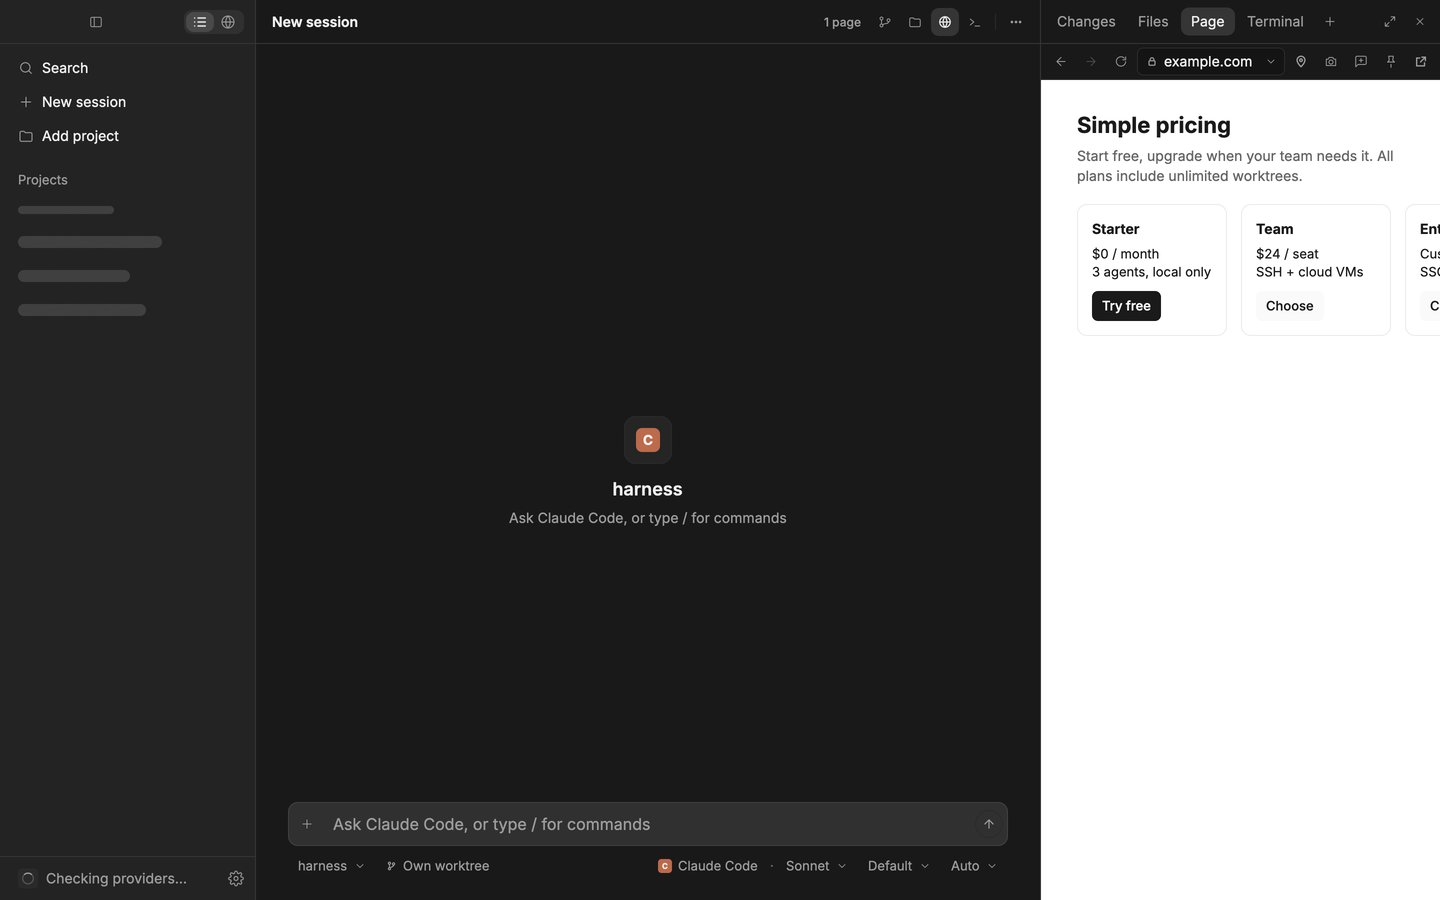 New session
1 page
Changes
Files
Page
Terminal
example.com
Search
New session
Add project
Projects
Simple pricing
Start free, upgrade when your team needs it. All
plans include unlimited worktrees.
Starter
$0 / month
3 agents, local only
Try free
Team
$24 / seat
SSH + cloud VMs
Choose
C
harness
Ask Claude Code, or type / for commands
Ask Claude Code, or type / for commands
harness
Own worktree
C
Claude Code
·
Sonnet
Default
Auto
Checking providers...